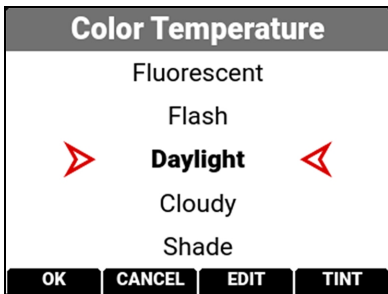 Color Temperature
Fluorescent
Flash
Daylight
Cloudy
Shade
OK CANCEL EDIT TINT